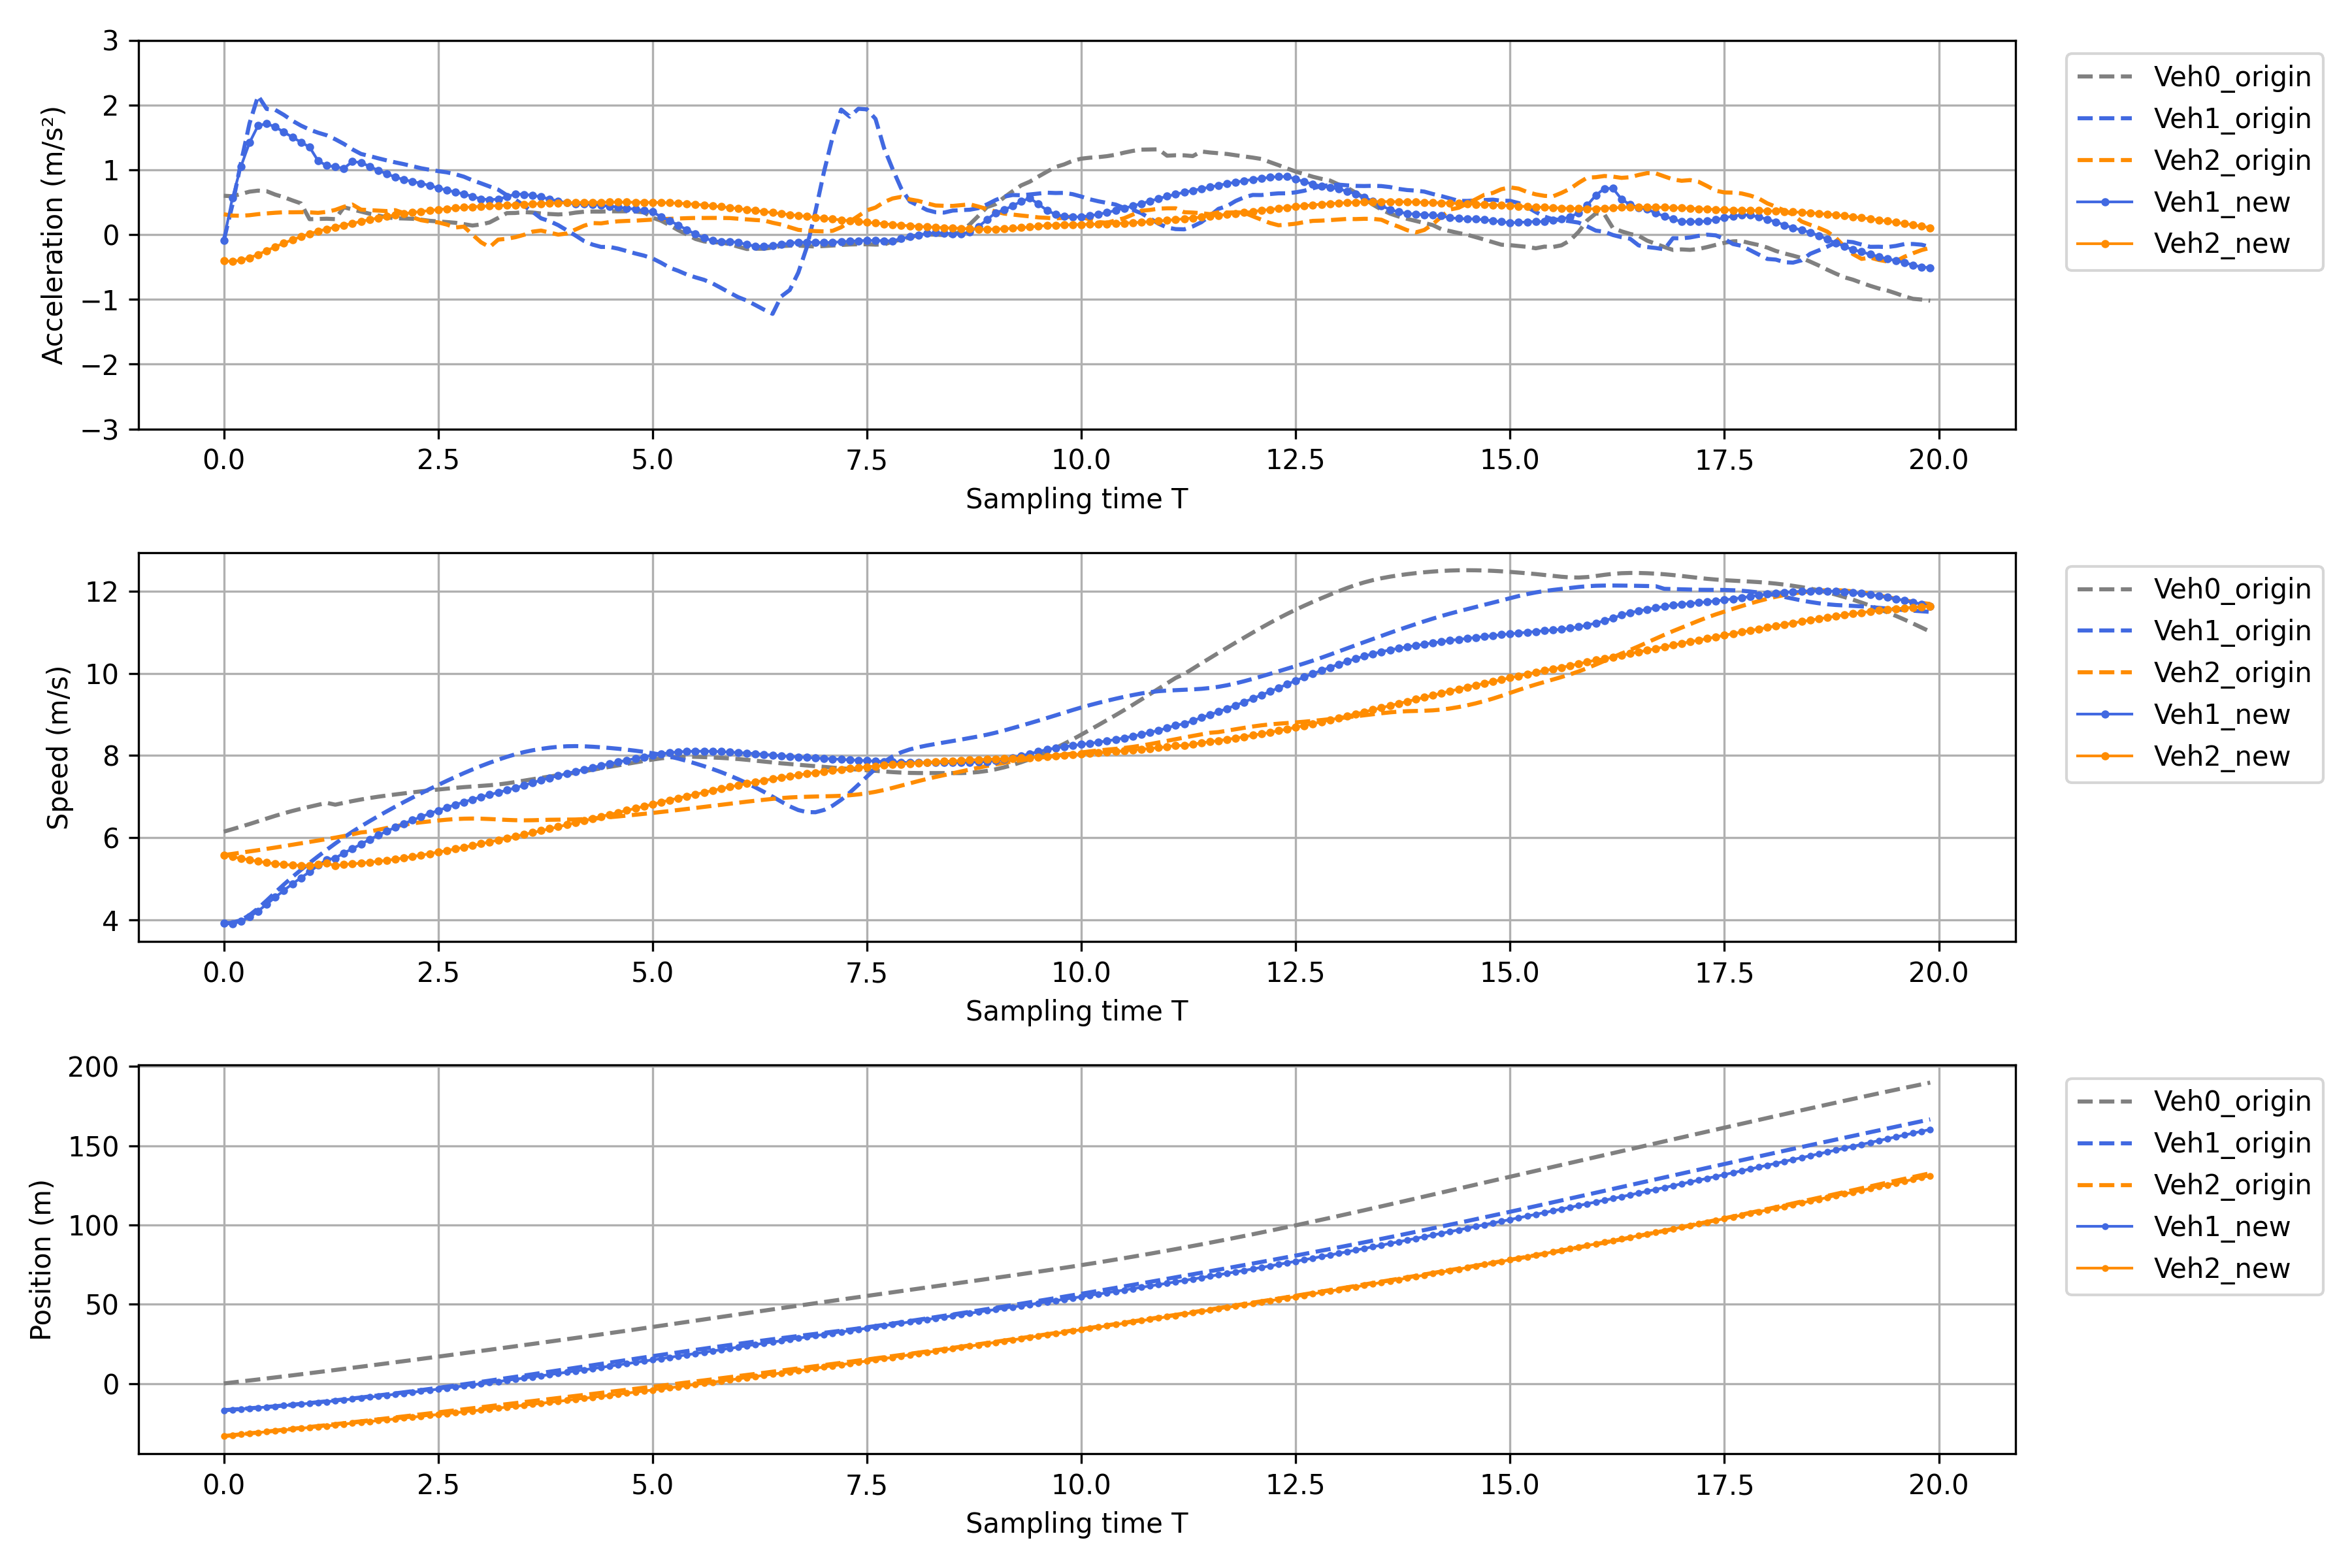 3
2
1
0
−1
−2
−3
Acceleration (m/s²)
0.0 2.5 5.0 7.5 10.0 12.5 15.0 17.5 20.0
Sampling time T
Veh0_origin
Veh1_origin
Veh2_origin
Veh1_new
Veh2_new
12
10
8
6
4
Speed (m/s)
0.0 2.5 5.0 7.5 10.0 12.5 15.0 17.5 20.0
Sampling time T
Veh0_origin
Veh1_origin
Veh2_origin
Veh1_new
Veh2_new
200
150
100
50
0
Position (m)
0.0 2.5 5.0 7.5 10.0 12.5 15.0 17.5 20.0
Sampling time T
Veh0_origin
Veh1_origin
Veh2_origin
Veh1_new
Veh2_new